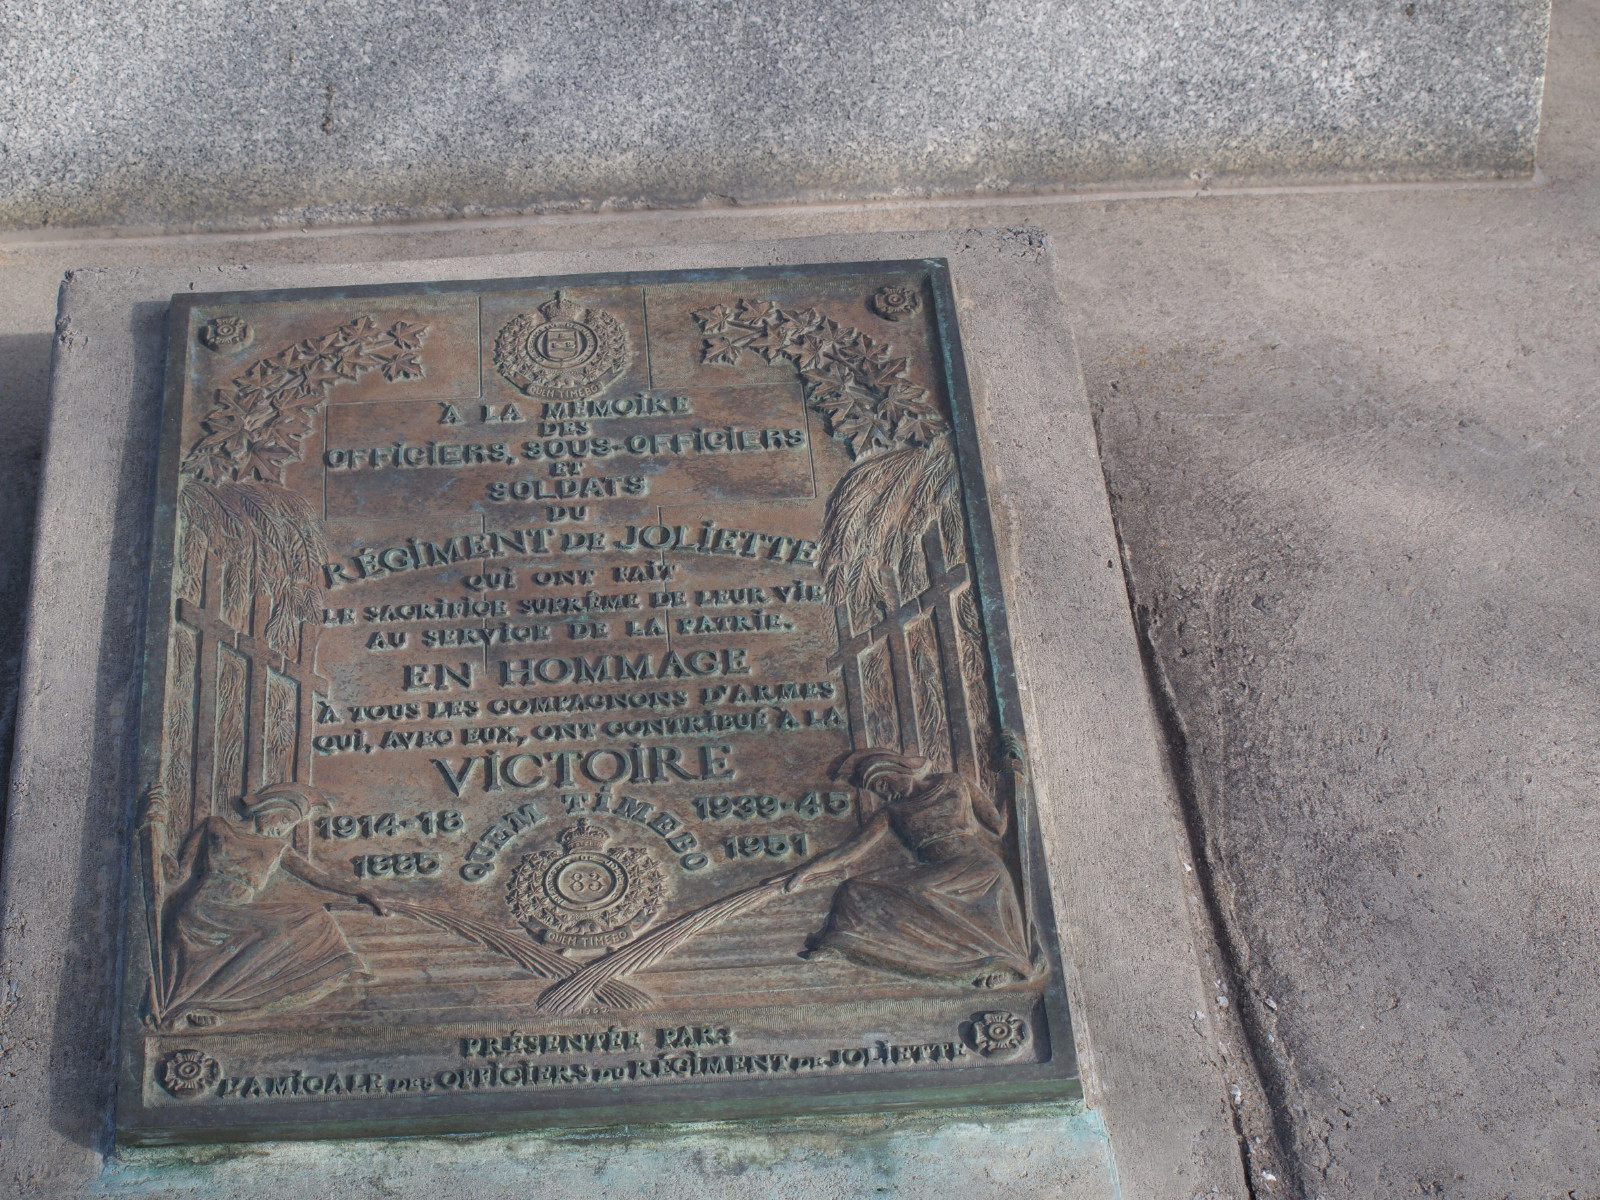 QUEM TIMEBO
À LA MÉMOIRE
DES
OFFICIERS, SOUS-OFFICIERS
ET
SOLDATS
DU
RÉGIMENT DE JOLIETTE
QUI ONT FAIT
LE SACRIFICE SUPRÊME DE LEUR VIE
AU SERVICE DE LA PATRIE.
EN HOMMAGE
À TOUS LES COMPAGNONS D'ARMES
QUI, AVEC EUX, ONT CONTRIBUÉ À LA
VICTOIRE
QUEM TIMEBO
1914-18 1939-45
1885 1951
83
QUEM TIMEBO
PRÉSENTÉE PAR:
L'AMICALE DES OFFICIERS DU RÉGIMENT DE JOLIETTE